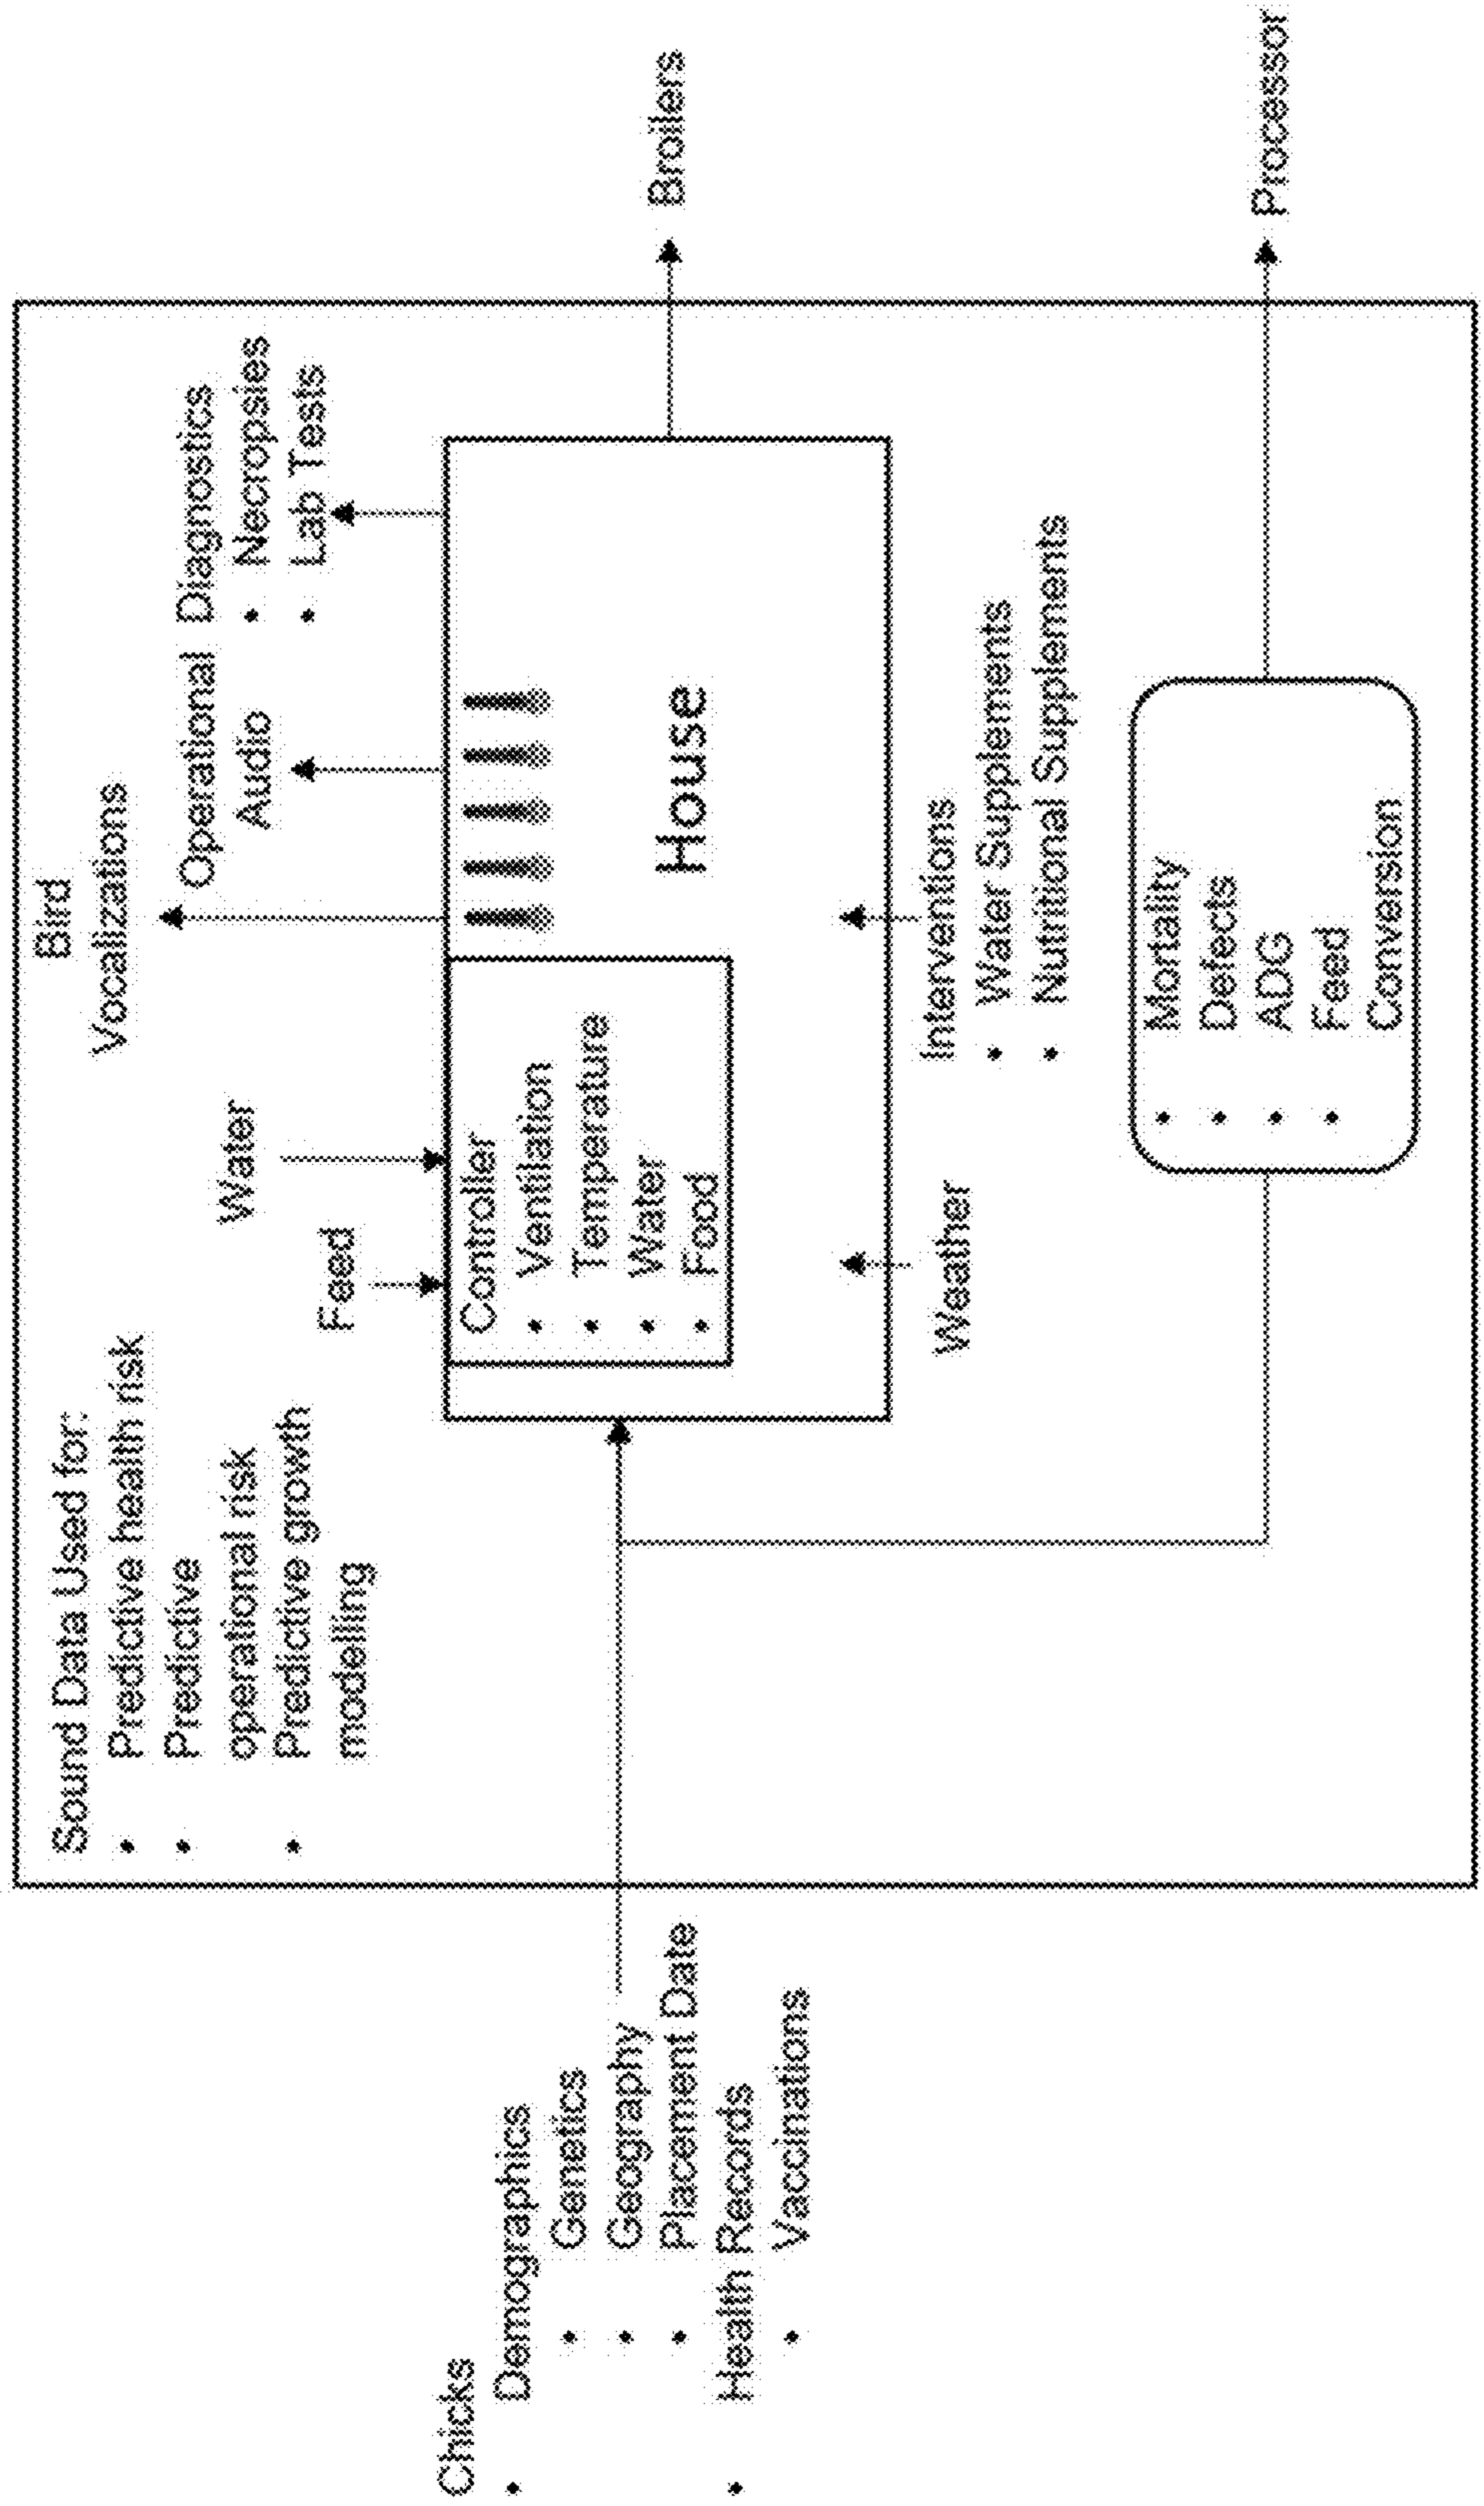 Chicks
• Demographics
• Genetics
• Geography
• Placement Date
• Health Records
• Vaccinations
Sound Data Used for:
• Predictive health risk
• Predictive
operational risk
• Predictive growth
modelling
Feed
Water
Bird
Vocalizations
Operational
Audio
Diagnostics
• Necropsies
• Lab Tests
Controller
• Ventilation
• Temperature
• Water
• Food
House
Weather
Interventions
• Water Supplements
• Nutritional Supplements
• Mortality
• Defects
• ADG
• Feed
Conversion
Broilers
Processor